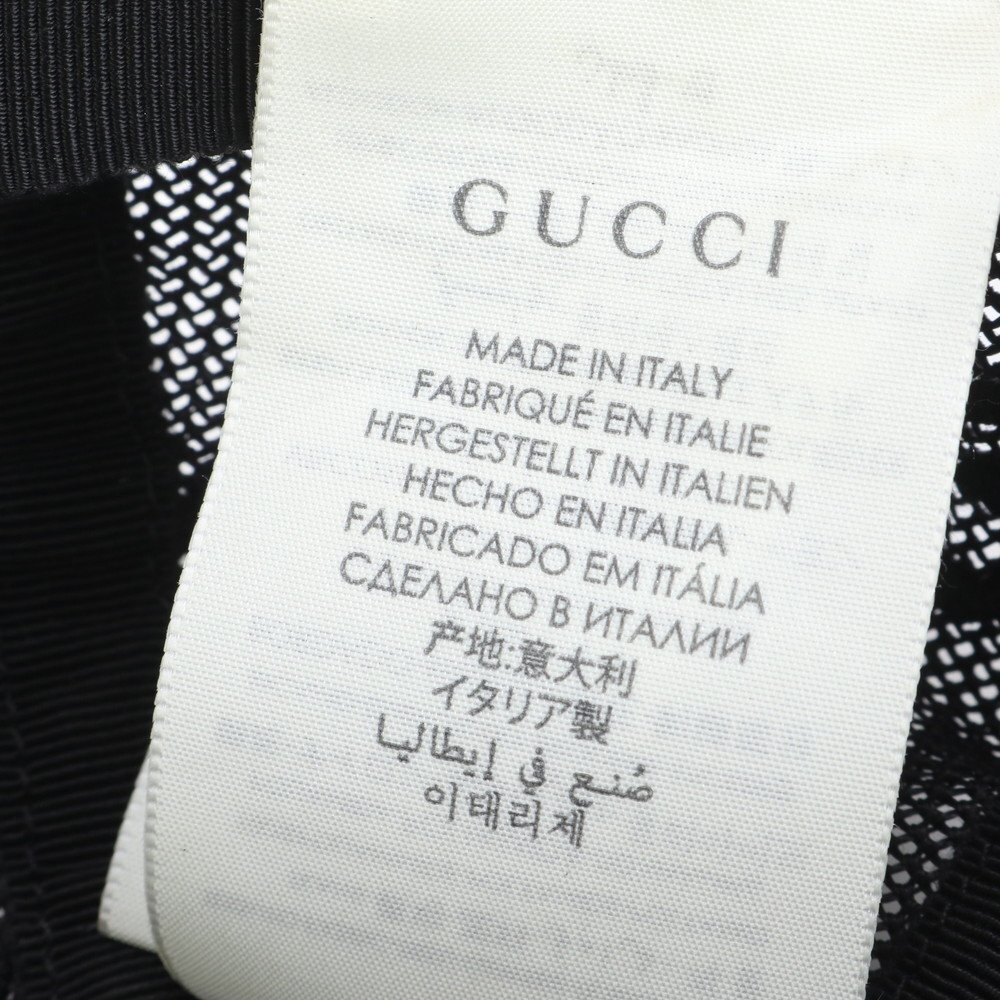 GUCCI
MADE IN ITALY
FABRIQUÉ EN ITALIE
HERGESTELLT IN ITALIEN
HECHO EN ITALIA
FABRICADO EM ITÁLIA
СДЕЛАНО В ИТАЛИИ
产地:意大利
イタリア製
صُنع في إيطاليا
이태리제